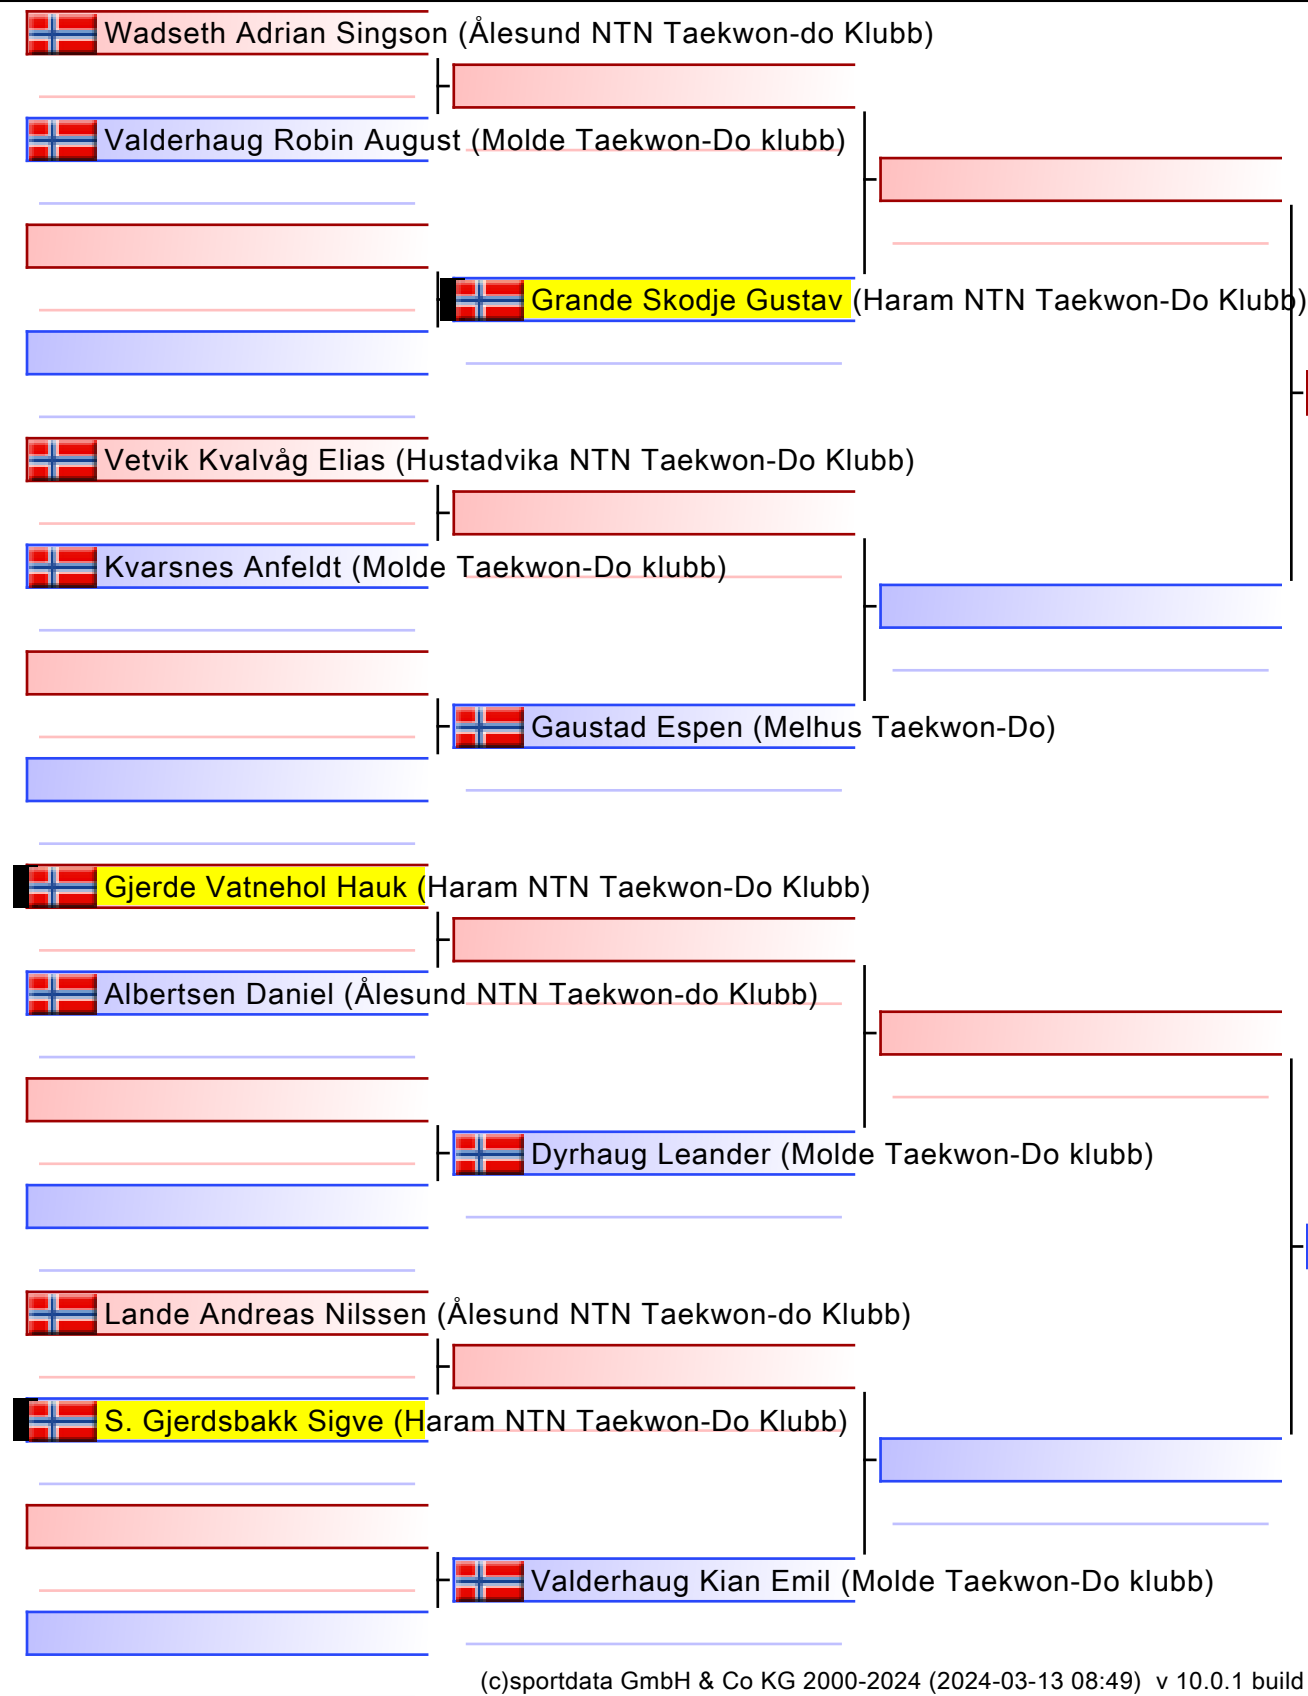 Wadseth Adrian Singson (Ålesund NTN Taekwon-do Klubb)
Valderhaug Robin August (Molde Taekwon-Do klubb)
Grande Skodje Gustav (Haram NTN Taekwon-Do Klubb)
Vetvik Kvalvåg Elias (Hustadvika NTN Taekwon-Do Klubb)
Kvarsnes Anfeldt (Molde Taekwon-Do klubb)
Gaustad Espen (Melhus Taekwon-Do)
Gjerde Vatnehol Hauk (Haram NTN Taekwon-Do Klubb)
Albertsen Daniel (Ålesund NTN Taekwon-do Klubb)
Dyrhaug Leander (Molde Taekwon-Do klubb)
Lande Andreas Nilssen (Ålesund NTN Taekwon-do Klubb)
S. Gjerdsbakk Sigve (Haram NTN Taekwon-Do Klubb)
Valderhaug Kian Emil (Molde Taekwon-Do klubb)
(c)sportdata GmbH & Co KG 2000-2024 (2024-03-13 08:49) v 10.0.1 build